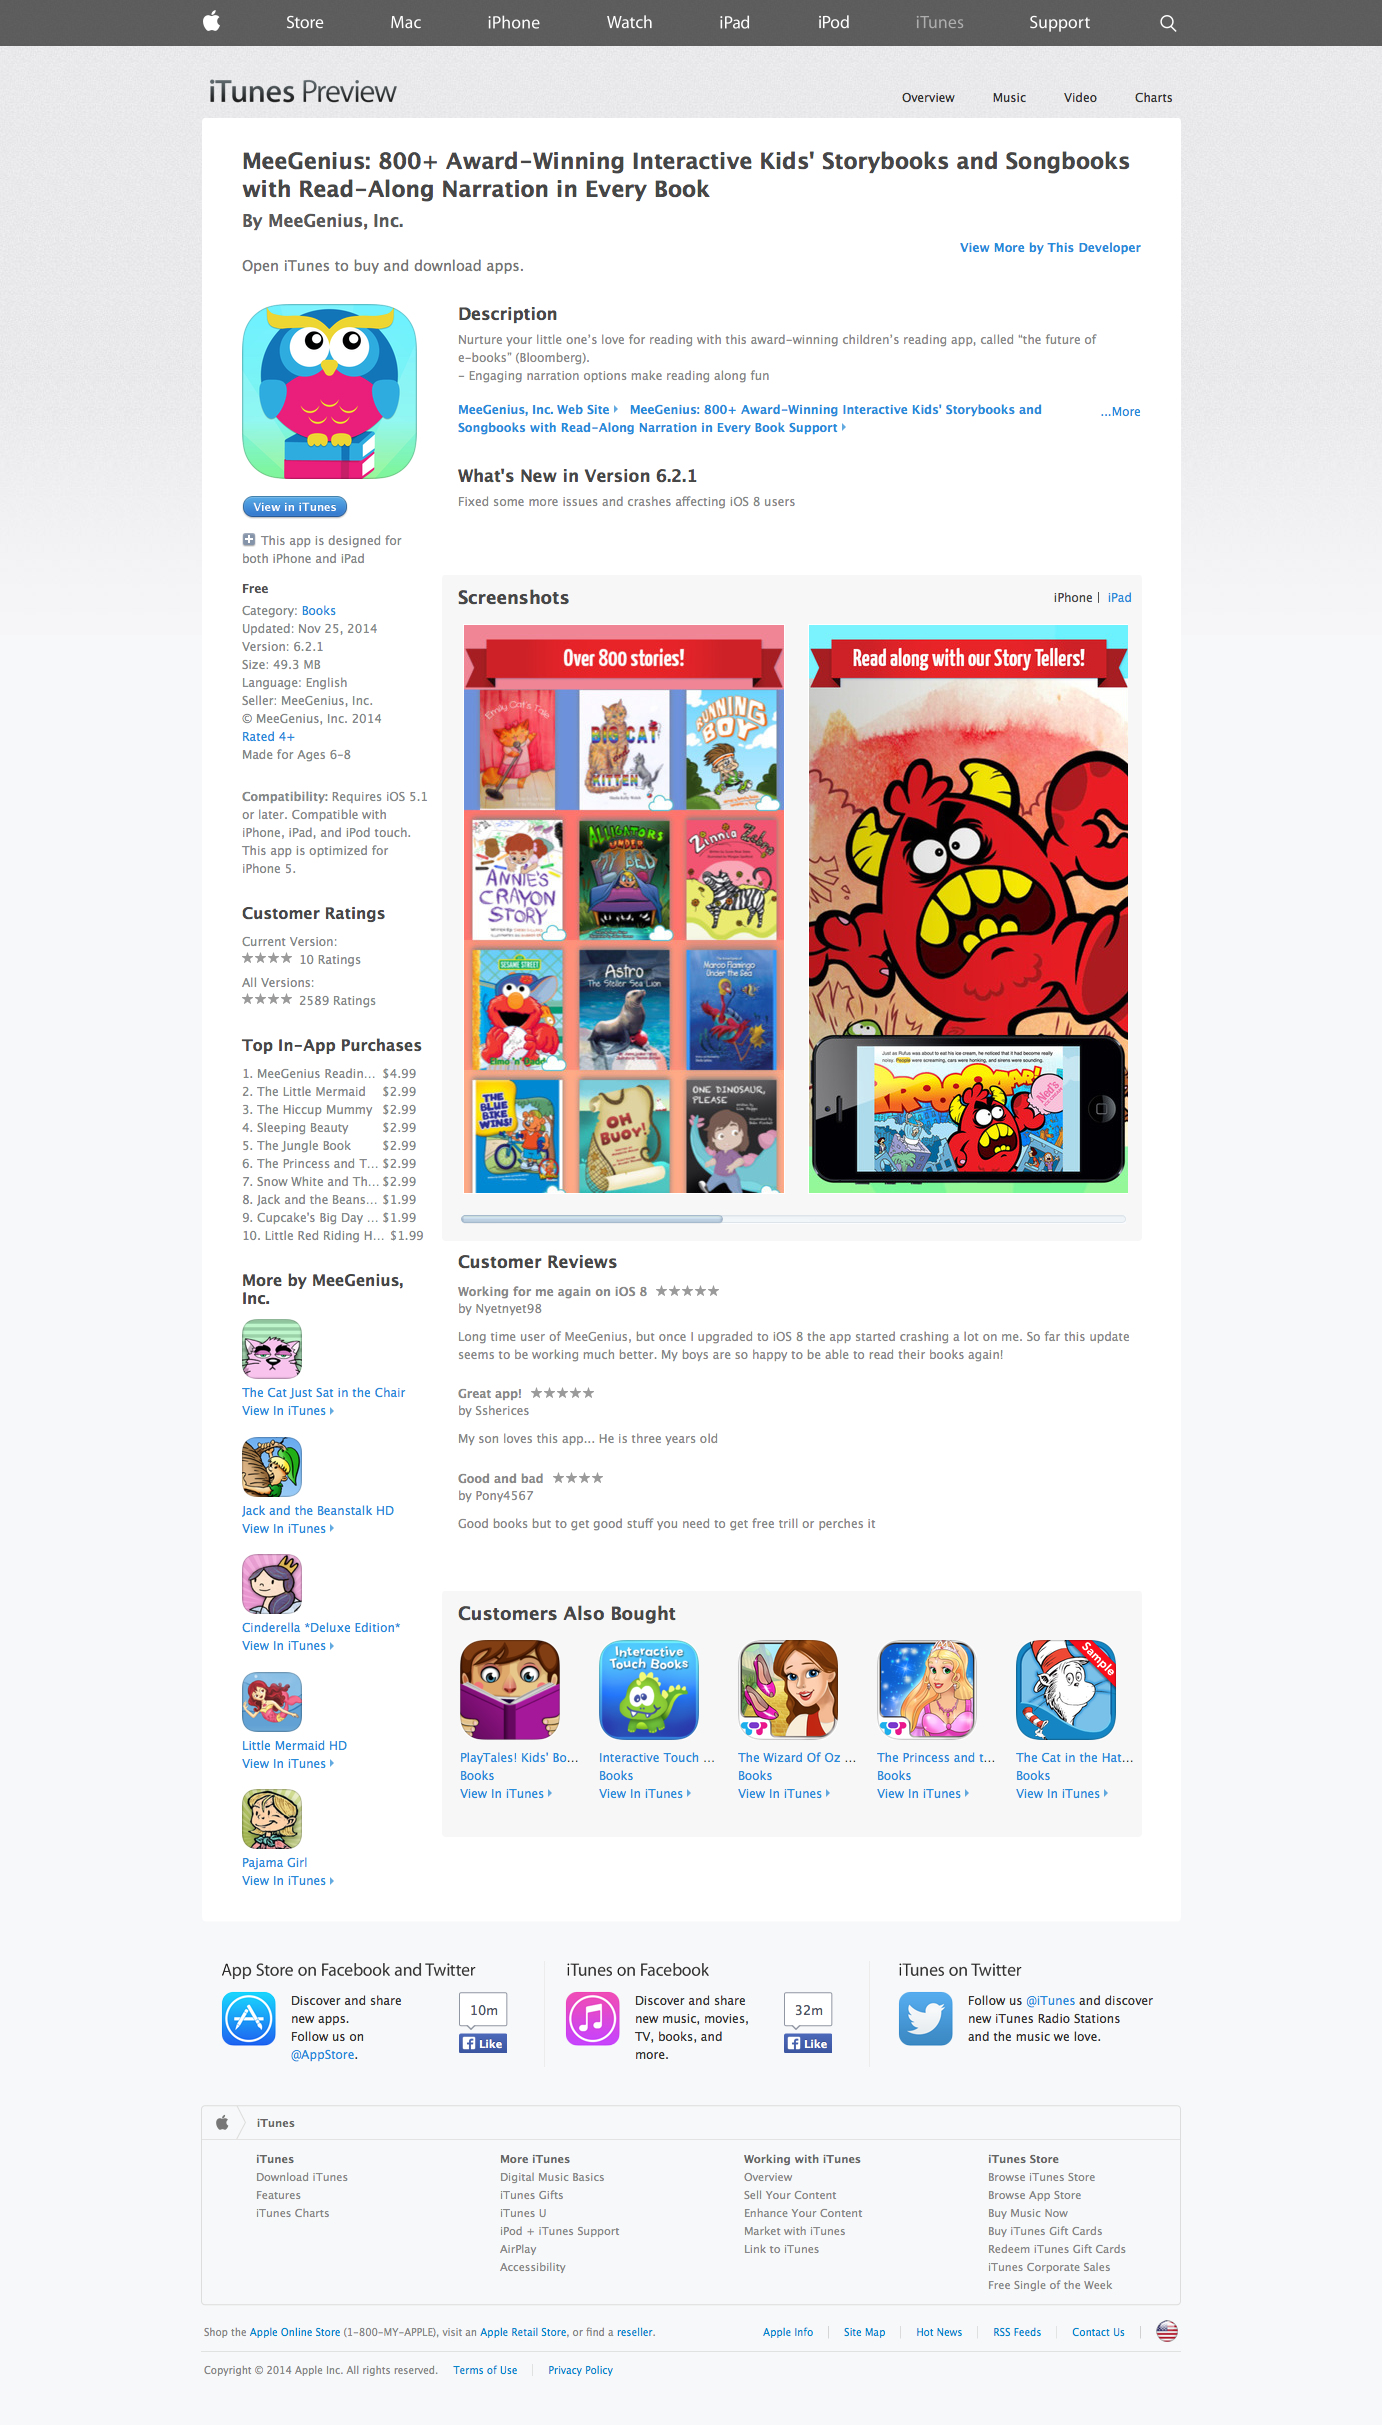 Store Mac iPhone Watch iPad iPod iTunes Support
iTunes Preview
Overview Music Video Charts
MeeGenius: 800+ Award-Winning Interactive Kids' Storybooks and Songbooks
with Read-Along Narration in Every Book
By MeeGenius, Inc.
View More by This Developer
Open iTunes to buy and download apps.
View in iTunes
This app is designed for
both iPhone and iPad
Free
Category: Books
Updated: Nov 25, 2014
Version: 6.2.1
Size: 49.3 MB
Language: English
Seller: MeeGenius, Inc.
© MeeGenius, Inc. 2014
Rated 4+
Made for Ages 6-8
Compatibility: Requires iOS 5.1
or later. Compatible with
iPhone, iPad, and iPod touch.
This app is optimized for
iPhone 5.
Customer Ratings
Current Version:
★★★★ 10 Ratings
All Versions:
★★★★ 2589 Ratings
Top In-App Purchases
1. MeeGenius Readin... $4.99
2. The Little Mermaid $2.99
3. The Hiccup Mummy $2.99
4. Sleeping Beauty $2.99
5. The Jungle Book $2.99
6. The Princess and T... $2.99
7. Snow White and Th... $2.99
8. Jack and the Beans... $1.99
9. Cupcake's Big Day ... $1.99
10. Little Red Riding H... $1.99
More by MeeGenius,
Inc.
The Cat Just Sat in the Chair
View In iTunes
Jack and the Beanstalk HD
View In iTunes
Cinderella *Deluxe Edition*
View In iTunes
Little Mermaid HD
View In iTunes
Pajama Girl
View In iTunes
Description
Nurture your little one's love for reading with this award-winning children's reading app, called "the future of
e-books" (Bloomberg).
- Engaging narration options make reading along fun
MeeGenius, Inc. Web Site MeeGenius: 800+ Award-Winning Interactive Kids' Storybooks and
Songbooks with Read-Along Narration in Every Book Support
...More
What's New in Version 6.2.1
Fixed some more issues and crashes affecting iOS 8 users
Screenshots
iPhone | iPad
Over 800 stories!
Emily Cat's Tale
BIG CAT
KITTEN
RUNNING
BOY
ANNIE'S
CRAYON
STORY
ALLIGATORS
UNDER
MY BED
Zinnia Zebra
SESAME STREET
Elmo 'n' Daddy
Astro
The Steller Sea Lion
Marco Flamingo
Under the Sea
THE
BLUE
BIKE
WINS!
OH
BUOY!
ONE DINOSAUR,
PLEASE
Read along with our Story Tellers!
Just as Rufus was about to eat his ice cream, he noticed that it had become really
noisy. People were screaming, cars were honking, and sirens were sounding.
Ned's
Customer Reviews
Working for me again on iOS 8 ★★★★★
by Nyetnyet98
Long time user of MeeGenius, but once I upgraded to iOS 8 the app started crashing a lot on me. So far this update
seems to be working much better. My boys are so happy to be able to read their books again!
Great app! ★★★★★
by Ssherices
My son loves this app... He is three years old
Good and bad ★★★★
by Pony4567
Good books but to get good stuff you need to get free trill or perches it
Customers Also Bought
Interactive
Touch Books
Sample
PlayTales! Kids' Bo... Interactive Touch ... The Wizard Of Oz ... The Princess and t... The Cat in the Hat...
Books Books Books Books Books
View In iTunes View In iTunes View In iTunes View In iTunes View In iTunes
App Store on Facebook and Twitter
Discover and share
new apps.
Follow us on
@AppStore.
10m
Like
iTunes on Facebook
Discover and share
new music, movies,
TV, books, and
more.
32m
Like
iTunes on Twitter
Follow us @iTunes and discover
new iTunes Radio Stations
and the music we love.
iTunes
iTunes
Download iTunes
Features
iTunes Charts
More iTunes
Digital Music Basics
iTunes Gifts
iTunes U
iPod + iTunes Support
AirPlay
Accessibility
Working with iTunes
Overview
Sell Your Content
Enhance Your Content
Market with iTunes
Link to iTunes
iTunes Store
Browse iTunes Store
Browse App Store
Buy Music Now
Buy iTunes Gift Cards
Redeem iTunes Gift Cards
iTunes Corporate Sales
Free Single of the Week
Shop the Apple Online Store (1-800-MY-APPLE), visit an Apple Retail Store, or find a reseller.
Apple Info Site Map Hot News RSS Feeds Contact Us
Copyright © 2014 Apple Inc. All rights reserved. Terms of Use Privacy Policy